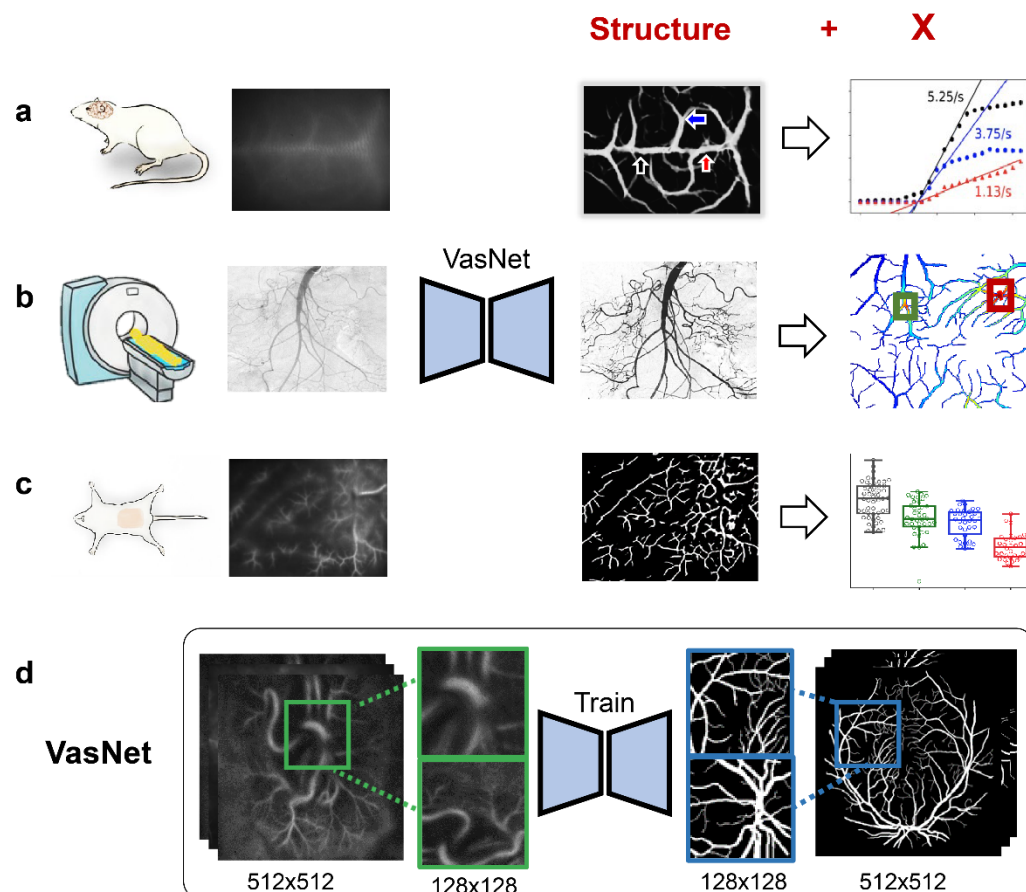 Structure + X
a
5.25/s
3.75/s
1.13/s
VasNet
b
c
d
Train
VasNet
512x512
128x128
128x128
512x512